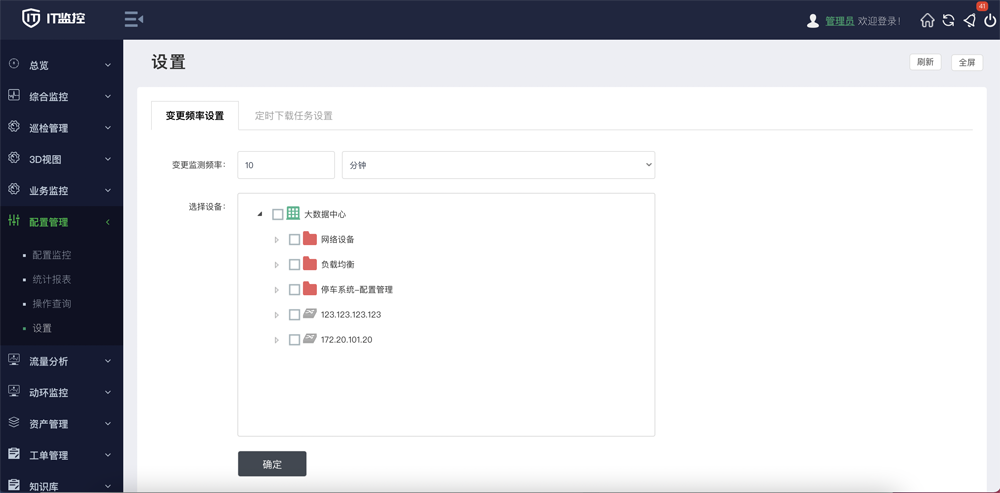 IT监控
管理员 欢迎登录！
41
总览
综合监控
巡检管理
3D视图
业务监控
配置管理
配置监控
统计报表
操作查询
设置
流量分析
动环监控
资产管理
工单管理
知识库
设置
刷新
全屏
变更频率设置
定时下载任务设置
变更监测频率：
10
分钟
选择设备：
大数据中心
网络设备
负载均衡
停车系统-配置管理
123.123.123.123
172.20.101.20
确定